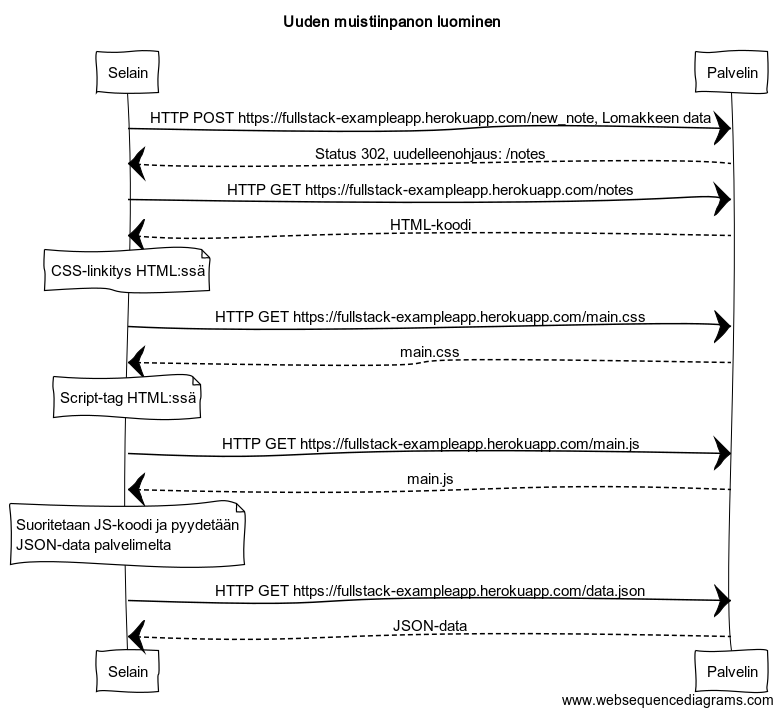 Uuden muistiinpanon luominen
Selain
Palvelin
HTTP POST https://fullstack-exampleapp.herokuapp.com/new_note, Lomakkeen data
Status 302, uudelleenohjaus: /notes
HTTP GET https://fullstack-exampleapp.herokuapp.com/notes
HTML-koodi
CSS-linkitys HTML:ssä
HTTP GET https://fullstack-exampleapp.herokuapp.com/main.css
main.css
Script-tag HTML:ssä
HTTP GET https://fullstack-exampleapp.herokuapp.com/main.js
main.js
Suoritetaan JS-koodi ja pyydetään
JSON-data palvelimelta
HTTP GET https://fullstack-exampleapp.herokuapp.com/data.json
JSON-data
Selain
Palvelin
www.websequencediagrams.com